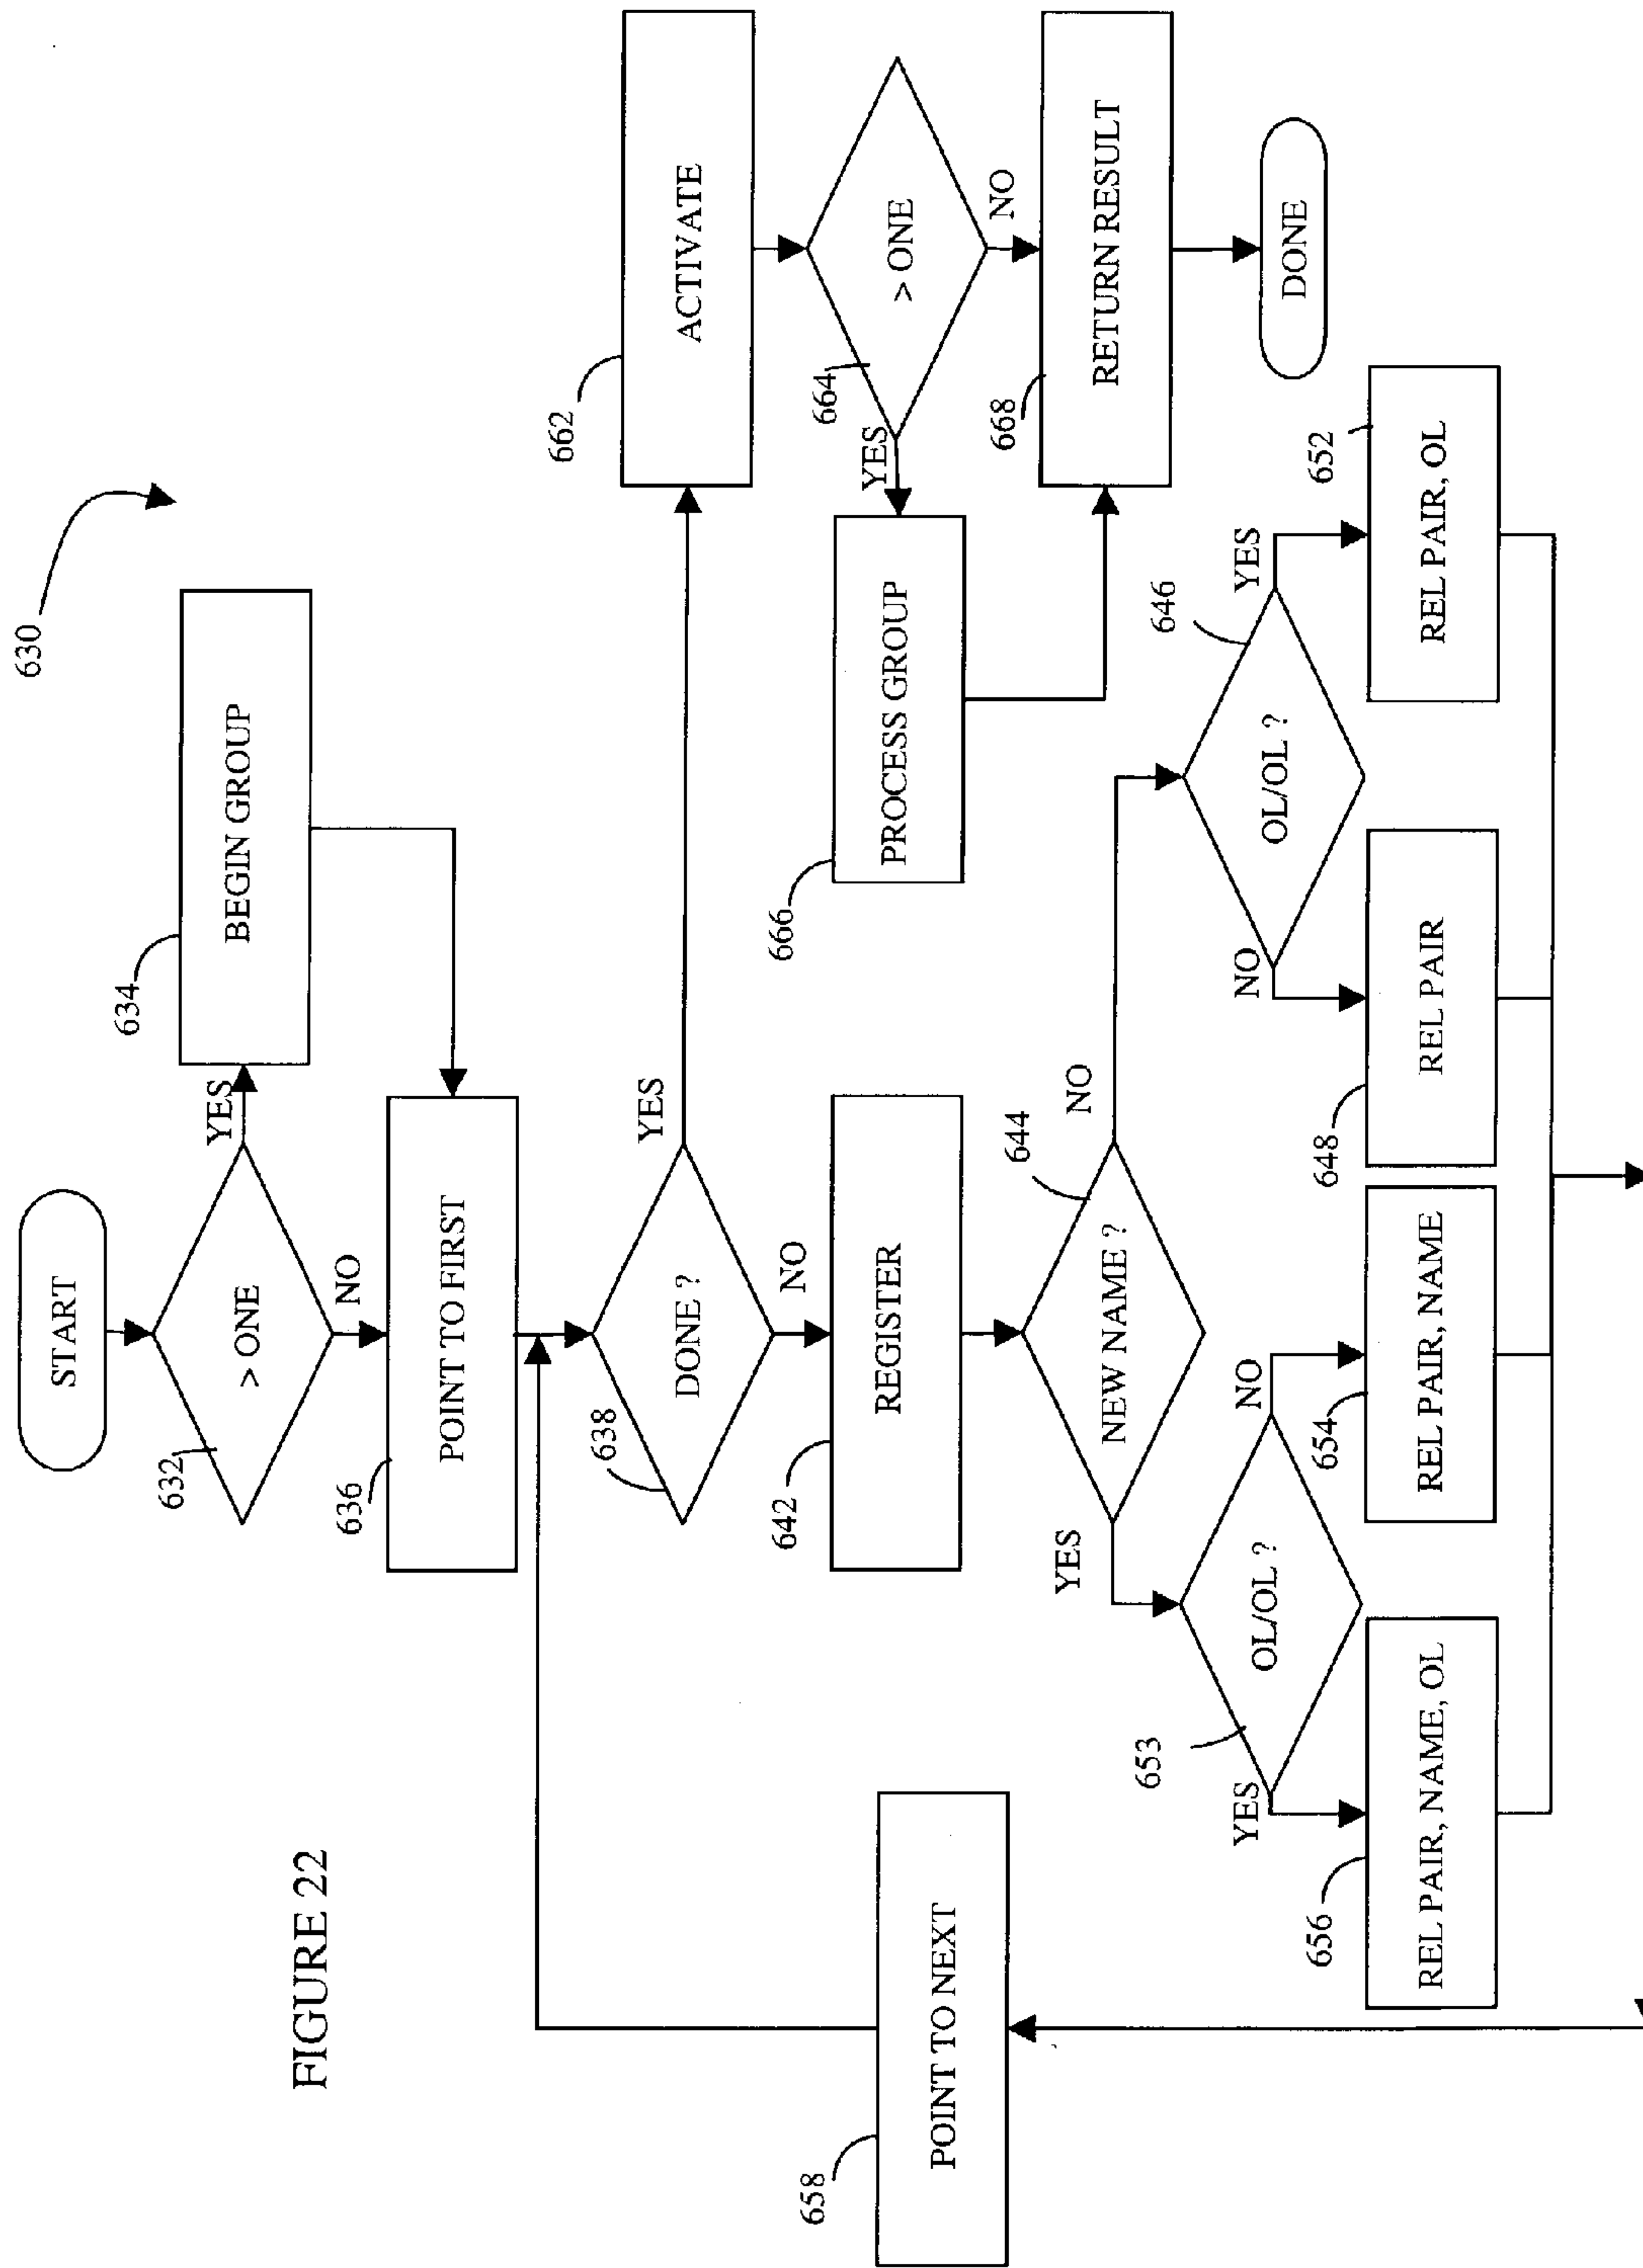 FIGURE 22
630
START
632
> ONE
YES
NO
634
BEGIN GROUP
636
POINT TO FIRST
638
DONE ?
YES
NO
642
REGISTER
644
NEW NAME ?
YES
NO
653
OL/OL ?
YES
NO
646
OL/OL ?
NO
YES
656
REL PAIR, NAME, OL
654
REL PAIR, NAME
648
REL PAIR
652
REL PAIR, OL
658
POINT TO NEXT
662
ACTIVATE
664
> ONE
YES
NO
666
PROCESS GROUP
668
RETURN RESULT
DONE